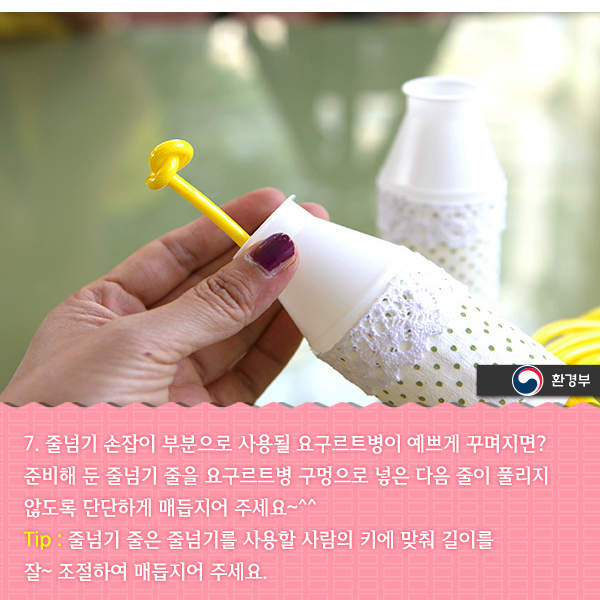 환경부
7. 줄넘기 손잡이 부분으로 사용될 요구르트병이 예쁘게 꾸며지면?
준비해 둔 줄넘기 줄을 요구르트병 구멍으로 넣은 다음 줄이 풀리지
않도록 단단하게 매듭지어 주세요~^^
Tip : 줄넘기 줄은 줄넘기를 사용할 사람의 키에 맞춰 길이를
잘~ 조절하여 매듭지어 주세요.